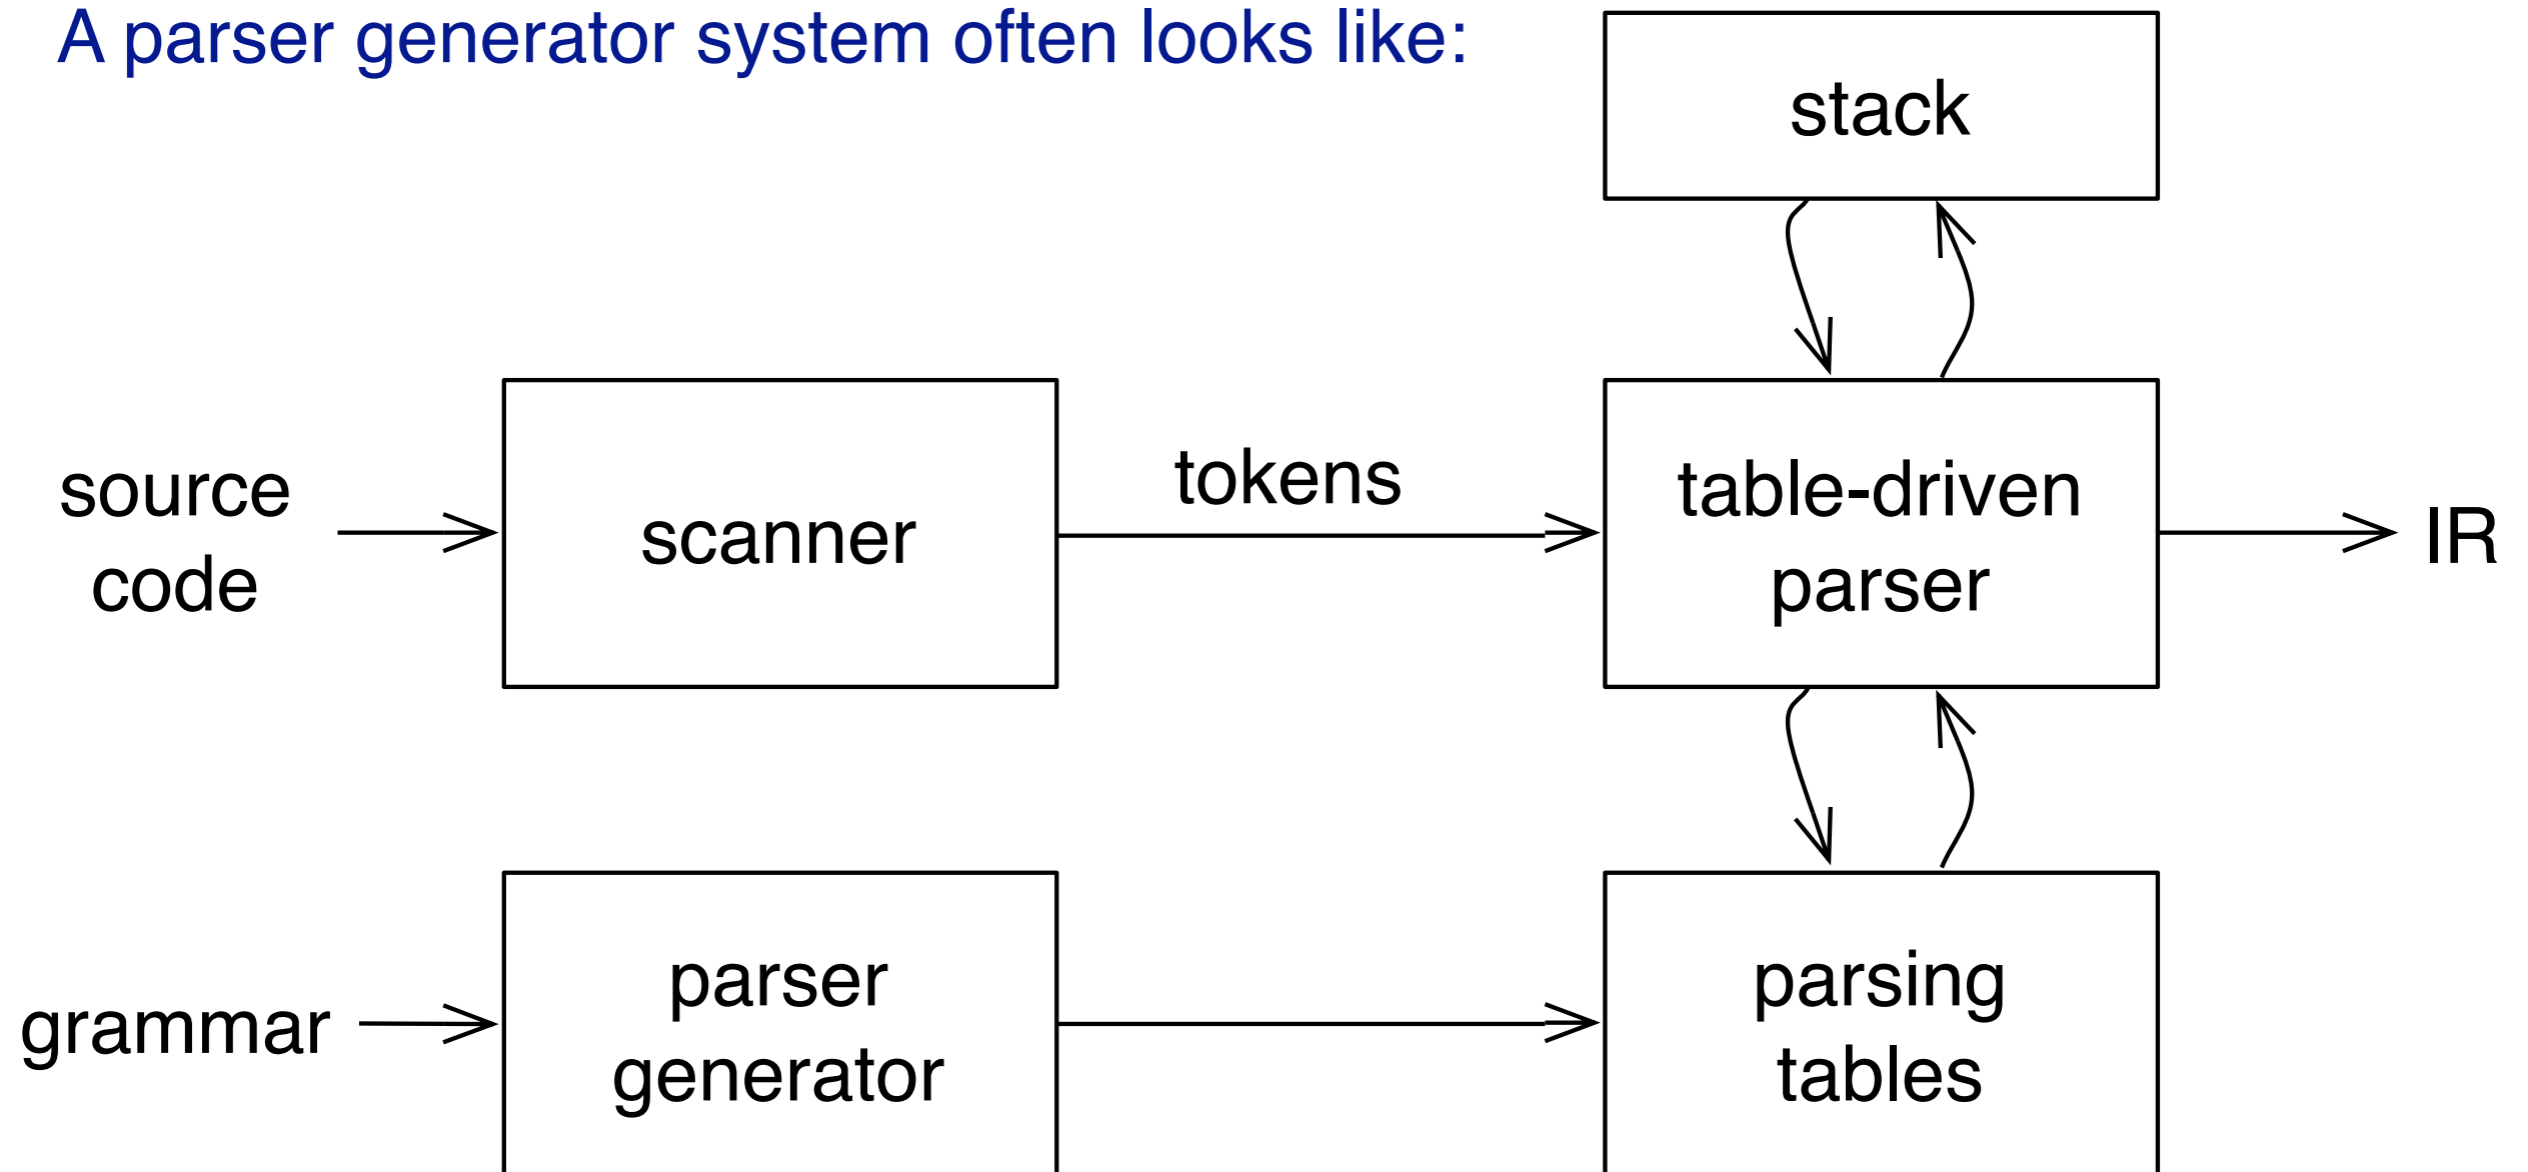 A parser generator system often looks like:
stack
source
code
scanner
tokens
table-driven
parser
IR
grammar
parser
generator
parsing
tables